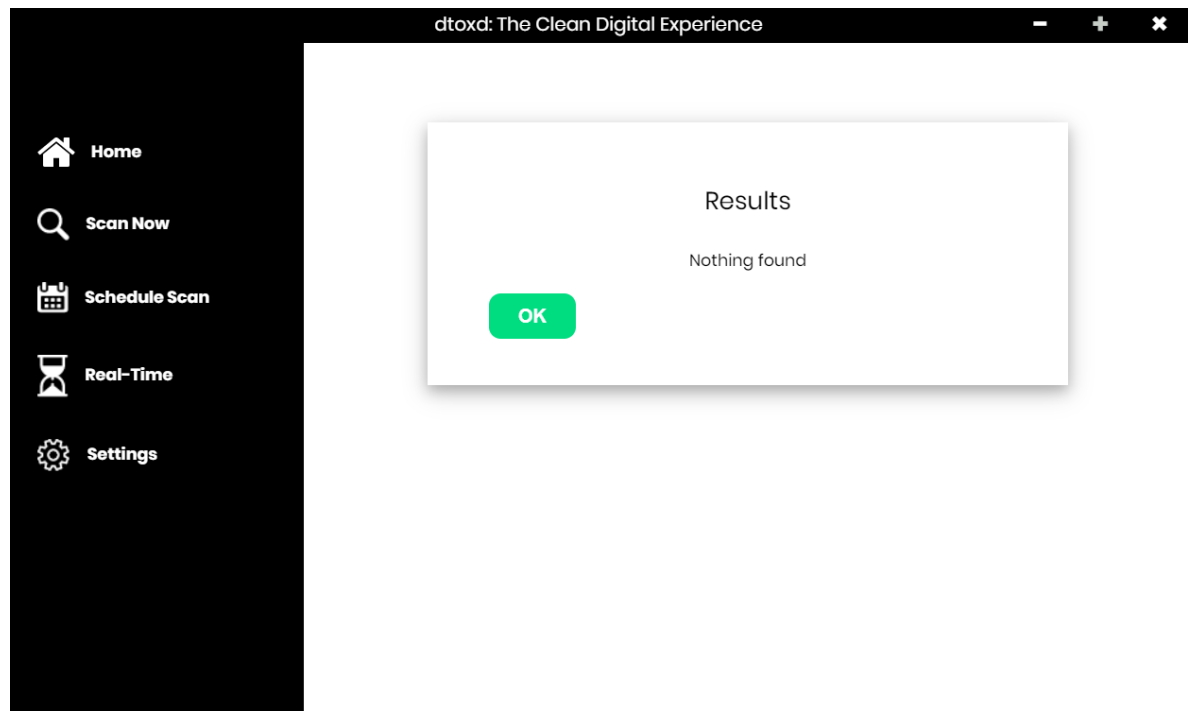 dtoxd: The Clean Digital Experience
Home
Scan Now
Schedule Scan
Real-Time
Settings
Results
Nothing found
OK